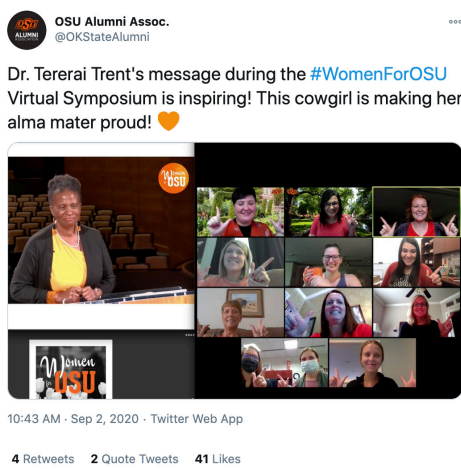 OSU Alumni Assoc.
@OKStateAlumni
OSU
ALUMNI
ASSOCIATION
Dr. Tererai Trent's message during the #WomenForOSU
Virtual Symposium is inspiring! This cowgirl is making her
alma mater proud! 🧡
Women
for OSU
Women
for OSU
10:43 AM · Sep 2, 2020 · Twitter Web App
4 Retweets 2 Quote Tweets 41 Likes